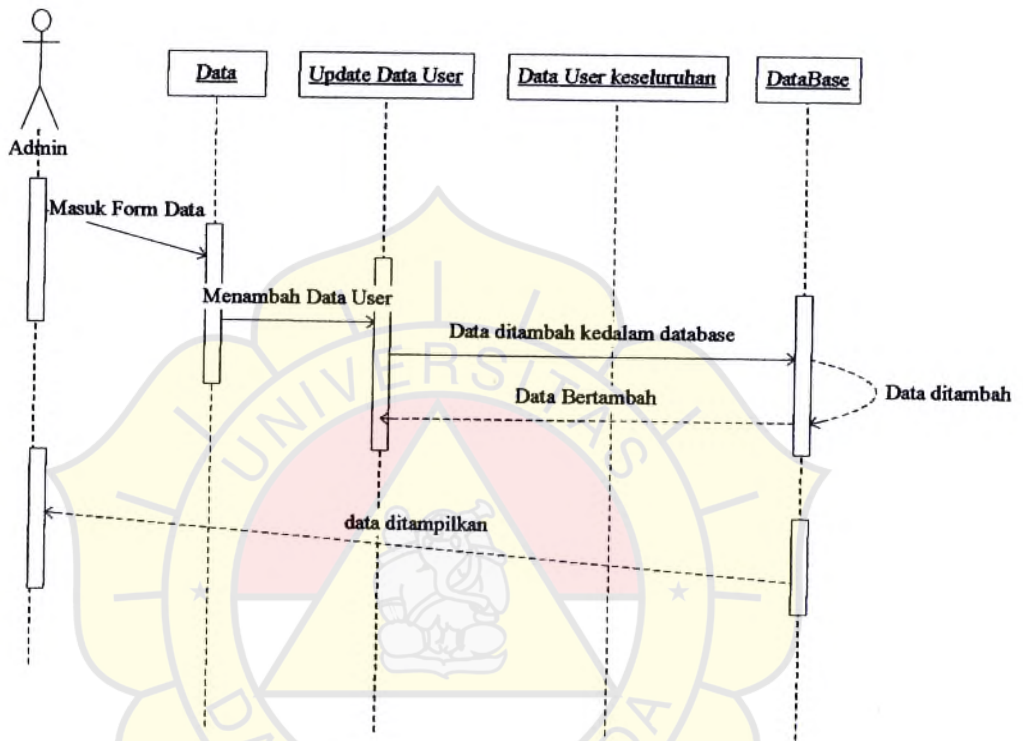 Data
Update Data User
Data User keseluruhan
DataBase
Admin
Masuk Form Data
Menambah Data User
Data ditambah kedalam database
Data Bertambah
Data ditambah
data ditampilkan
UNIVERSITAS